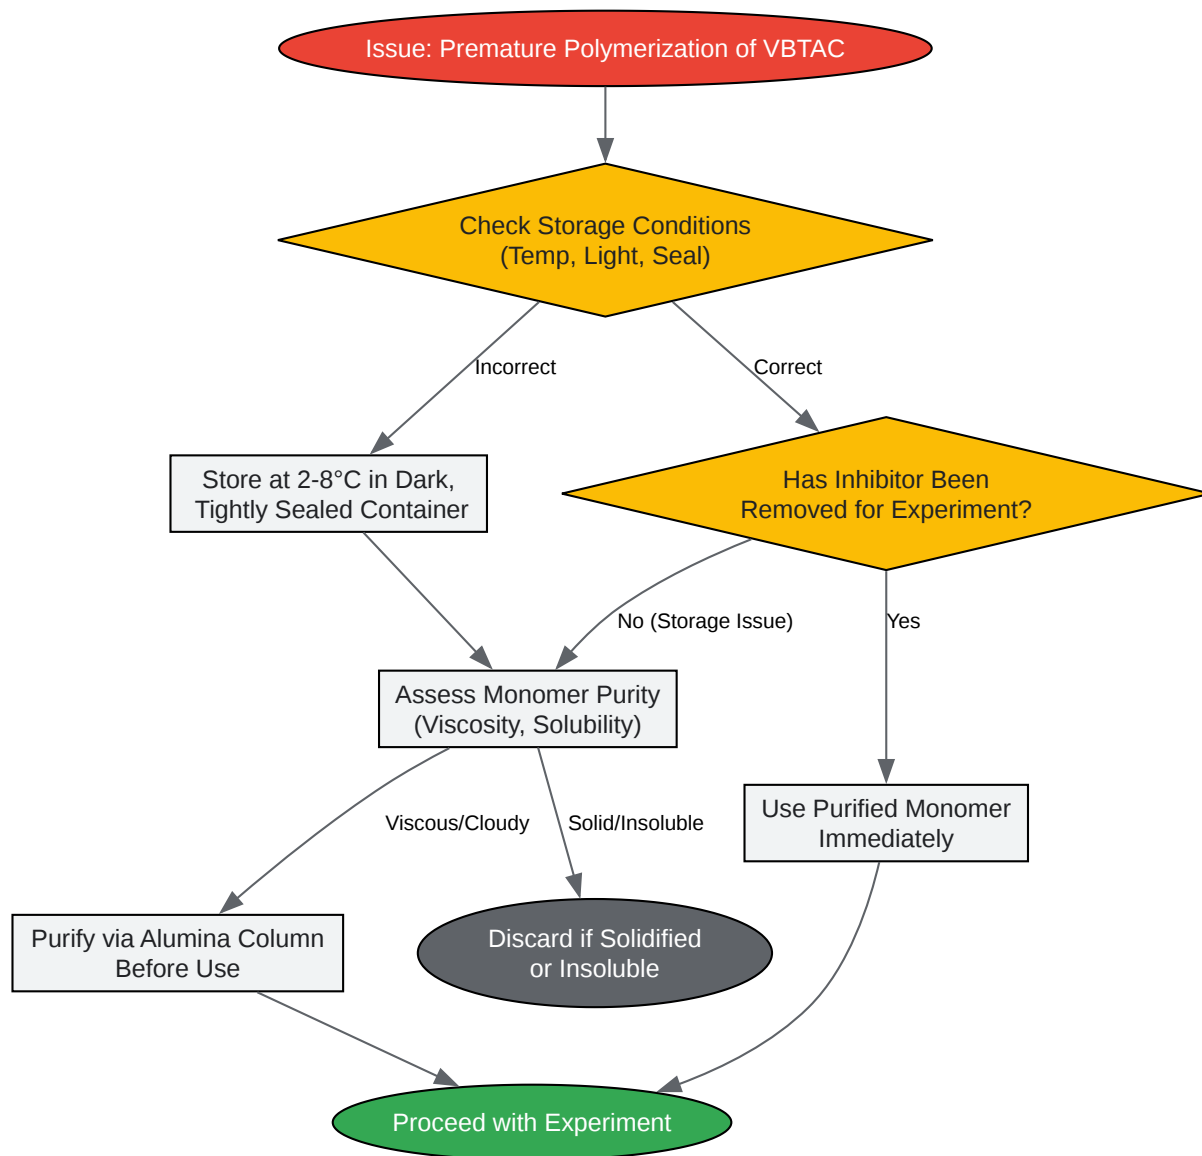 Issue: Premature Polymerization of VBTAC
Check Storage Conditions
(Temp, Light, Seal)
Incorrect
Correct
Store at 2-8°C in Dark,
Tightly Sealed Container
Has Inhibitor Been
Removed for Experiment?
No (Storage Issue)
Yes
Assess Monomer Purity
(Viscosity, Solubility)
Use Purified Monomer
Immediately
Viscous/Cloudy
Solid/Insoluble
Purify via Alumina Column
Before Use
Discard if Solidified
or Insoluble
Proceed with Experiment